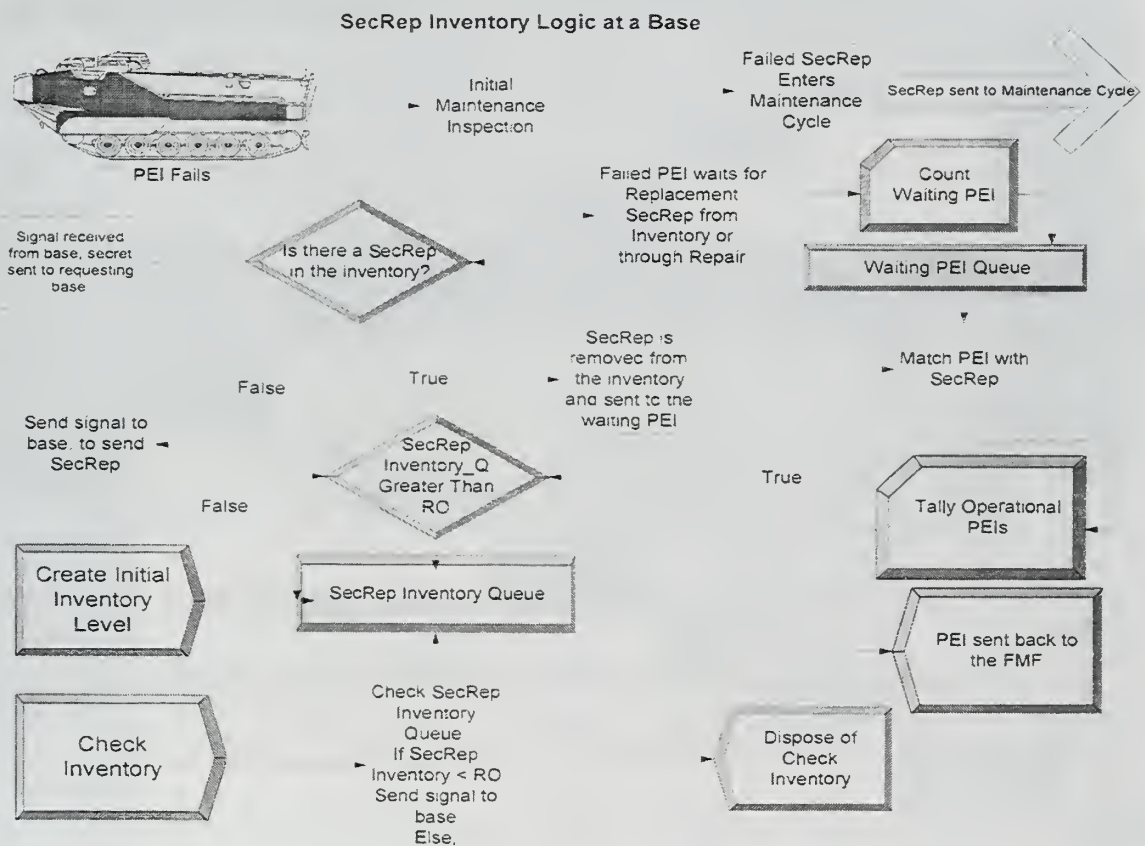 SecRep Inventory Logic at a Base
PEI Fails
Initial
Maintenance
Inspection
Failed SecRep
Enters
Maintenance
Cycle
SecRep sent to Maintenance Cycle
Signal received
from base, secret
sent to requesting
base
Is there a SecRep
in the inventory?
Failed PEI waits for
Replacement
SecRep from
Inventory or
through Repair
Count
Waiting PEI
Waiting PEI Queue
Match PEI with
SecRep
False
True
SecRep is
removed from
the inventory
and sent to the
waiting PEI
Send signal to
base, to send
SecRep
SecRep
Inventory_Q
Greater Than
RO
False
True
Tally Operational
PEIs
Create Initial
Inventory
Level
SecRep Inventory Queue
PEI sent back to
the FMF
Check
Inventory
Check SecRep
Inventory
Queue
If SecRep
Inventory < RO
Send signal to
base
Else,
Dispose of
Check
Inventory